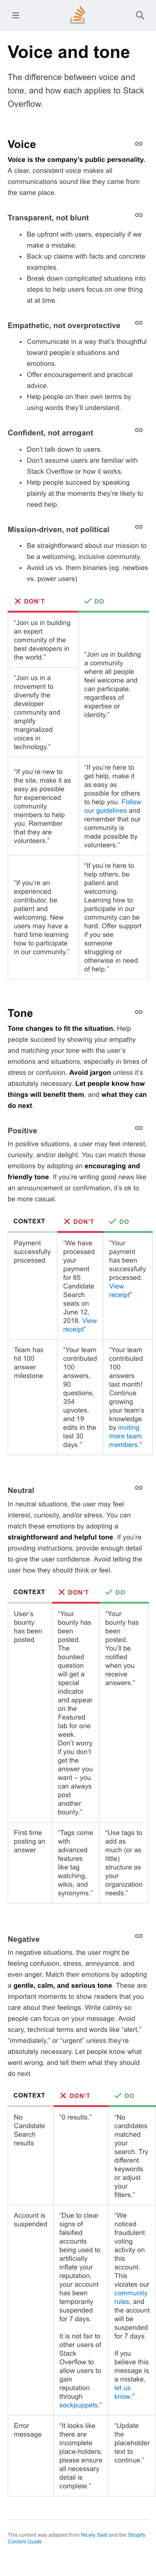 Voice and tone
The difference between voice and
tone, and how each applies to Stack
Overflow.
Voice
Voice is the company's public personality.
A clear, consistent voice makes all
communications sound like they came from
the same place.
Transparent, not blunt
• Be upfront with users, especially if we
make a mistake.
• Back up claims with facts and concrete
examples.
• Break down complicated situations into
steps to help users focus on one thing
at at time.
Empathetic, not overprotective
• Communicate in a way that's thoughtful
toward people's situations and
emotions.
• Offer encouragement and practical
advice.
• Help people on their own terms by
using words they'll understand.
Confident, not arrogant
• Don't talk down to users.
• Don't assume users are familiar with
Stack Overflow or how it works.
• Help people succeed by speaking
plainly at the moments they're likely to
need help.
Mission-driven, not political
• Be straightforward about our mission to
be a welcoming, inclusive community.
• Avoid us vs. them binaries (eg. newbies
vs. power users)
DON'T
DO
"Join us in building
an expert
community of the
best developers in
the world."
"Join us in a
movement to
diversify the
developer
community and
amplify
marginalized
voices in
technology."
"Join us in building
a community
where all people
feel welcome and
can participate,
regardless of
expertise or
identity."
"If you're new to
the site, make it as
easy as possible
for experienced
community
members to help
you. Remember
that they are
volunteers."
"If you're here to
get help, make it
as easy as
possible for others
to help you. Follow
our guidelines and
remember that our
community is
made possible by
volunteers."
"If you're an
experienced
contributor, be
patient and
welcoming. New
users may have a
hard time learning
how to participate
in our community."
"If you're here to
help others, be
patient and
welcoming.
Learning how to
participate in our
community can be
hard. Offer support
if you see
someone
struggling or
otherwise in need
of help."
Tone
Tone changes to fit the situation. Help
people succeed by showing your empathy
and matching your tone with the user's
emotions and situations, especially in times of
stress or confusion. Avoid jargon unless it's
absolutely necessary. Let people know how
things will benefit them, and what they can
do next.
Positive
In positive situations, a user may feel interest,
curiosity, and/or delight. You can match those
emotions by adopting an encouraging and
friendly tone. If you're writing good news like
an announcement or confirmation, it's ok to
be more casual.
CONTEXT
DON'T
DO
Payment
successfully
processed
"We have
processed
your
payment
for 65
Candidate
Search
seats on
June 12,
2018. View
receipt"
"Your
payment
has been
successfully
processed.
View
receipt"
Team has
hit 100
answer
milestone
"Your team
contributed
100
answers,
90
questions,
354
upvotes,
and 19
edits in the
last 30
days."
"Your team
contributed
100
answers
last month!
Continue
growing
your team's
knowledge
by inviting
more team
members."
Neutral
In neutral situations, the user may feel
interest, curiosity, and/or stress. You can
match these emotions by adopting a
straightforward and helpful tone. If you're
providing instructions, provide enough detail
to give the user confidence. Avoid telling the
user how they should think or feel.
CONTEXT
DON'T
DO
User's
bounty
has been
posted
"Your
bounty has
been
posted.
The
bountied
question
will get a
special
indicator
and appear
on the
Featured
tab for one
week.
Don't worry
if you don't
get the
answer you
want – you
can always
post
another
bounty."
"Your
bounty has
been
posted.
You'll be
notified
when you
receive
answers."
First time
posting an
answer
"Tags come
with
advanced
features
like tag
watching,
wikis, and
synonyms."
"Use tags to
add as
much (or as
little)
structure as
your
organization
needs."
Negative
In negative situations, the user might be
feeling confusion, stress, annoyance, and
even anger. Match their emotions by adopting
a gentle, calm, and serious tone. These are
important moments to show readers that you
care about their feelings. Write calmly so
people can focus on your message. Avoid
scary, technical terms and words like "alert,"
"immediately," or "urgent" unless they're
absolutely necessary. Let people know what
went wrong, and tell them what they should
do next
CONTEXT
DON'T
DO
No
Candidate
Search
results
"0 results."
"No
candidates
matched
your
search. Try
different
keywords
or adjust
your
filters."
Account is
suspended
"Due to clear
signs of
falsified
accounts
being used to
artificially
inflate your
reputation,
your account
has been
temporarily
suspended
for 7 days.
It is not fair to
other users of
Stack
Overflow to
allow users to
gain
reputation
through
sockpuppets."
"We
noticed
fraudulent
voting
activity on
this
account.
This
violates our
community
rules, and
the account
will be
suspended
for 7 days.
If you
believe this
message is
a mistake,
let us
know."
Error
message
"It looks like
there are
incomplete
place-holders;
please ensure
all necessary
detail is
complete."
"Update
the
placeholder
text to
continue."
This content was adapted from Nicely Said and the Shopify
Content Guide.